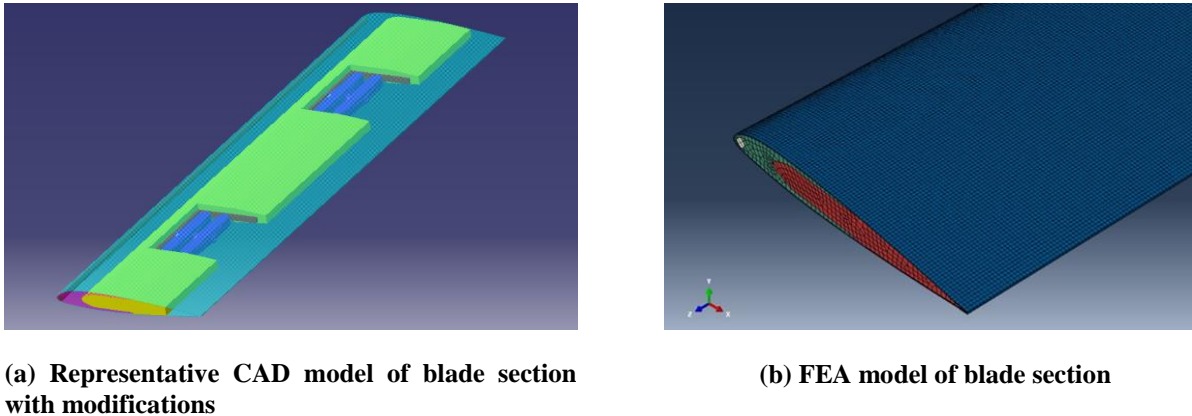 (a) Representative CAD model of blade section
with modifications
(b) FEA model of blade section
Y
Z
X